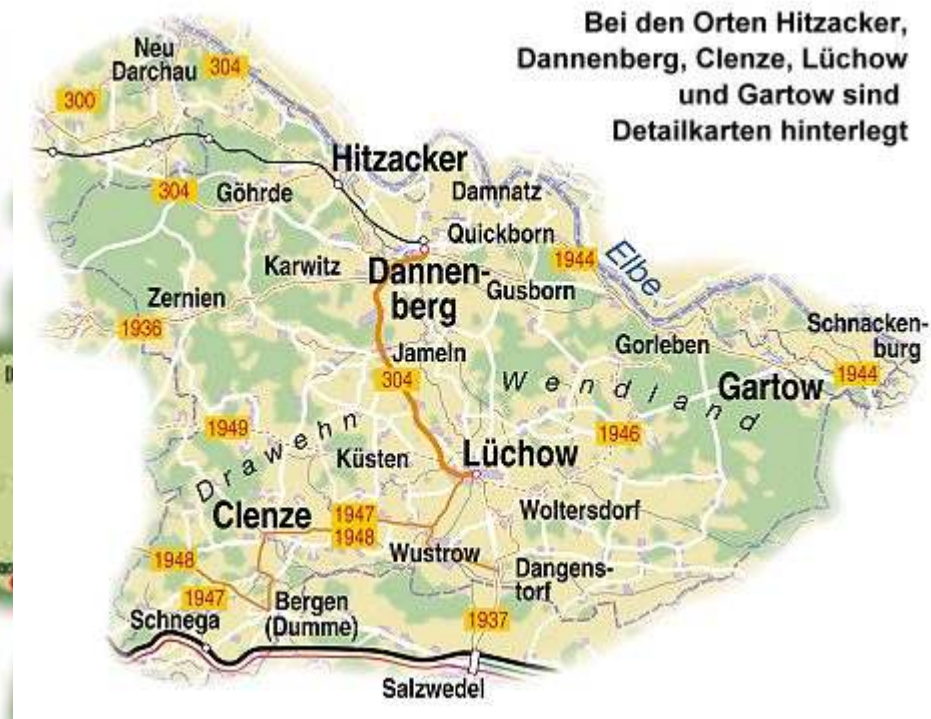 Bei den Orten Hitzacker,
Dannenberg, Clenze, Lüchow
und Gartow sind
Detailkarten hinterlegt
Neu
Darchau
304
300
Hitzacker
304
Göhrde
Damnatz
Quickborn
Karwitz
Dannen-
berg
1944
Elbe
Gusborn
Zernien
1936
Schnacken-
burg
Jameln
Gorleben
304
Wendland
Gartow
1944
1949
Drawehn
1946
Küsten
Lüchow
Clenze
1947
1948
Woltersdorf
Wustrow
1948
Dangens-
torf
1947
Bergen
(Dumme)
Schnega
1937
Salzwedel